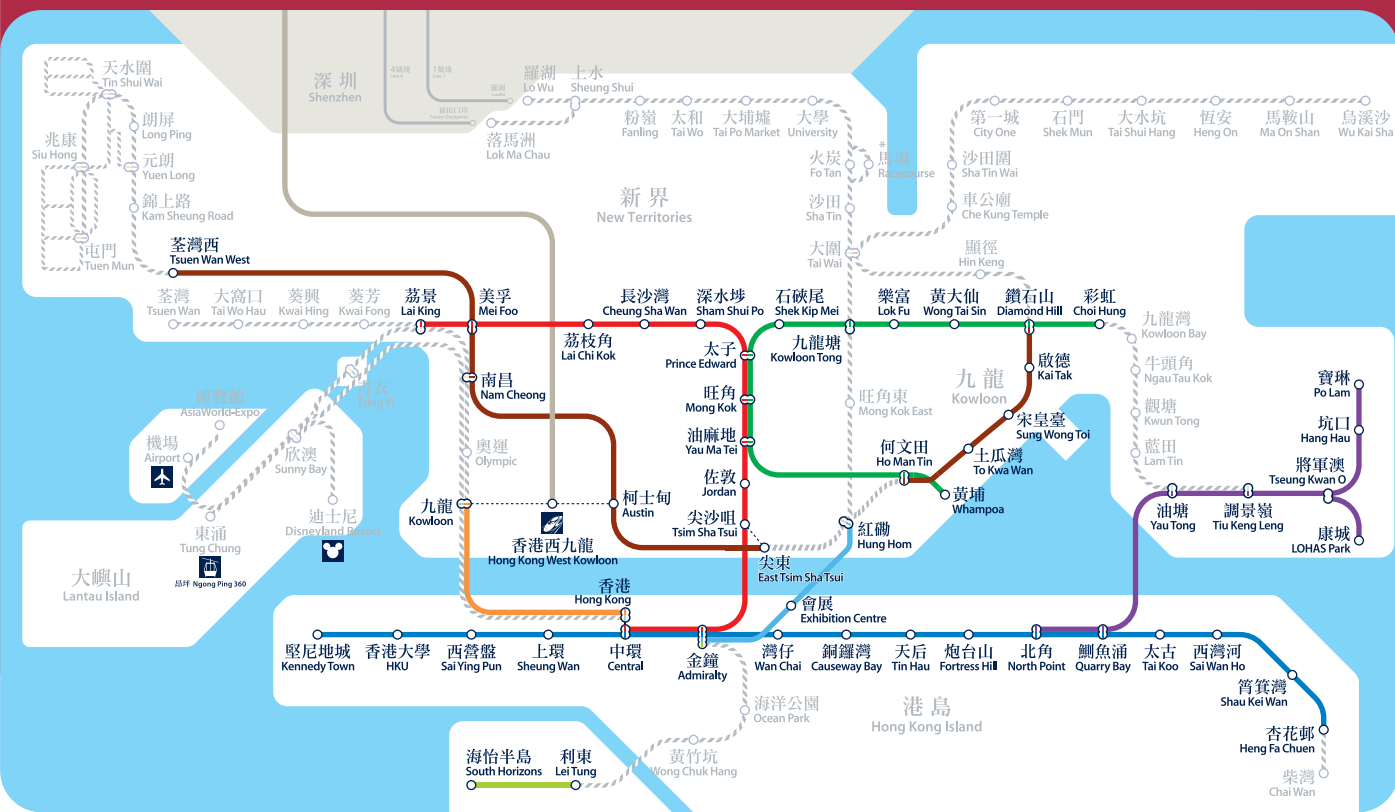 天水圍
Tin Shui Wai
朗屏
Long Ping
兆康
Siu Hong
元朗
Yuen Long
錦上路
Kam Sheung Road
屯門
Tuen Mun
荃灣西
Tsuen Wan West
深圳
Shenzhen
4號綫
Line 4
1號綫
Line 1
羅湖
Luohu
福田口岸
Futian Checkpoint
羅湖
Lo Wu
上水
Sheung Shui
落馬洲
Lok Ma Chau
粉嶺
Fanling
太和
Tai Wo
大埔墟
Tai Po Market
大學
University
火炭
Fo Tan
*
馬場
Racecourse
沙田
Sha Tin
大圍
Tai Wai
新界
New Territories
第一城
City One
石門
Shek Mun
大水坑
Tai Shui Hang
恆安
Heng On
馬鞍山
Ma On Shan
烏溪沙
Wu Kai Sha
沙田圍
Sha Tin Wai
車公廟
Che Kung Temple
顯徑
Hin Keng
荃灣
Tsuen Wan
大窩口
Tai Wo Hau
葵興
Kwai Hing
葵芳
Kwai Fong
荔景
Lai King
美孚
Mei Foo
荔枝角
Lai Chi Kok
長沙灣
Cheung Sha Wan
深水埗
Sham Shui Po
石硤尾
Shek Kip Mei
九龍塘
Kowloon Tong
樂富
Lok Fu
黃大仙
Wong Tai Sin
鑽石山
Diamond Hill
彩虹
Choi Hung
九龍灣
Kowloon Bay
牛頭角
Ngau Tau Kok
觀塘
Kwun Tong
藍田
Lam Tin
太子
Prince Edward
旺角
Mong Kok
油麻地
Yau Ma Tei
佐敦
Jordan
尖沙咀
Tsim Sha Tsui
旺角東
Mong Kok East
九龍
Kowloon
啟德
Kai Tak
宋皇臺
Sung Wong Toi
土瓜灣
To Kwa Wan
何文田
Ho Man Tin
黃埔
Whampoa
紅磡
Hung Hom
尖東
East Tsim Sha Tsui
南昌
Nam Cheong
奧運
Olympic
九龍
Kowloon
柯士甸
Austin
香港西九龍
Hong Kong West Kowloon
青衣
Tsing Yi
博覽館
AsiaWorld-Expo
機場
Airport
欣澳
Sunny Bay
東涌
Tung Chung
昂坪 Ngong Ping 360
迪士尼
Disneyland Resort
大嶼山
Lantau Island
寶琳
Po Lam
坑口
Hang Hau
將軍澳
Tseung Kwan O
康城
LOHAS Park
油塘
Yau Tong
調景嶺
Tiu Keng Leng
香港
Hong Kong
會展
Exhibition Centre
堅尼地城
Kennedy Town
香港大學
HKU
西營盤
Sai Ying Pun
上環
Sheung Wan
中環
Central
金鐘
Admiralty
灣仔
Wan Chai
銅鑼灣
Causeway Bay
天后
Tin Hau
炮台山
Fortress Hill
北角
North Point
鰂魚涌
Quarry Bay
太古
Tai Koo
西灣河
Sai Wan Ho
筲箕灣
Shau Kei Wan
杏花邨
Heng Fa Chuen
柴灣
Chai Wan
港島
Hong Kong Island
海洋公園
Ocean Park
黃竹坑
Wong Chuk Hang
利東
Lei Tung
海怡半島
South Horizons